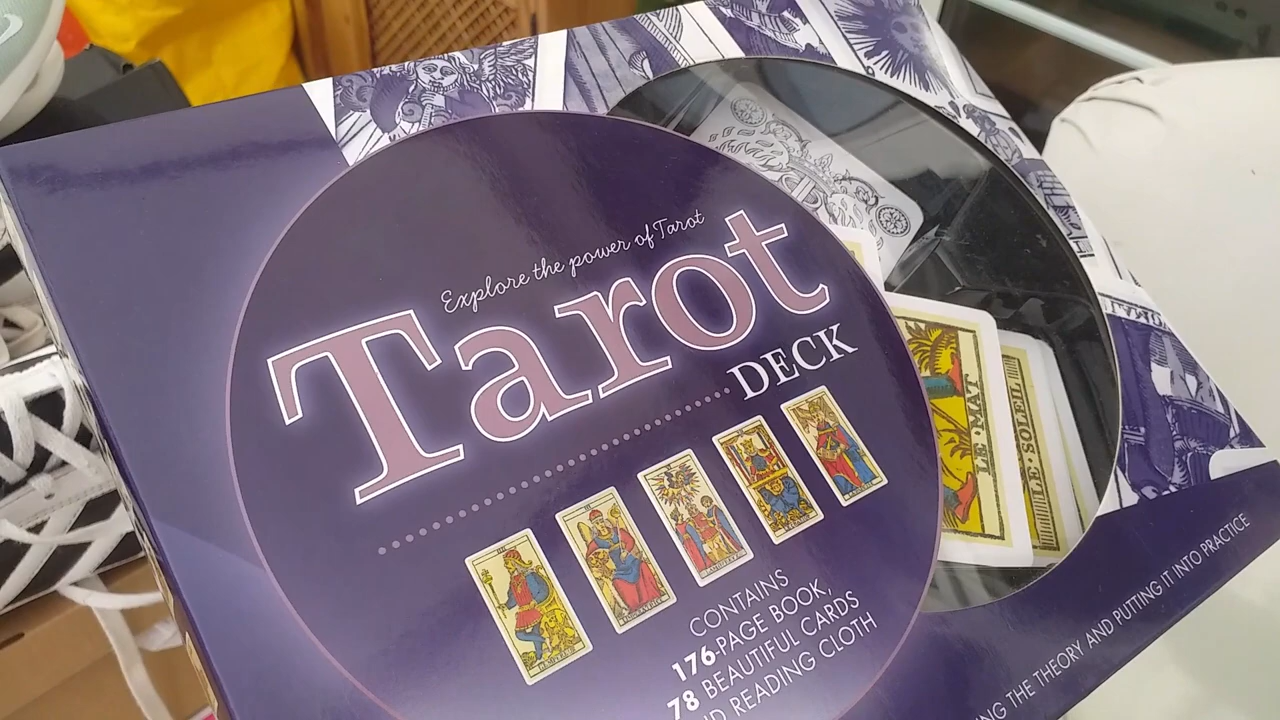 Explore the power of Tarot
Tarot
DECK
CONTAINS
176-PAGE BOOK,
78 BEAUTIFUL CARDS
READING CLOTH
LE·MAT
LE·SOLEIL
THE THEORY AND PUTTING IT INTO PRACTICE